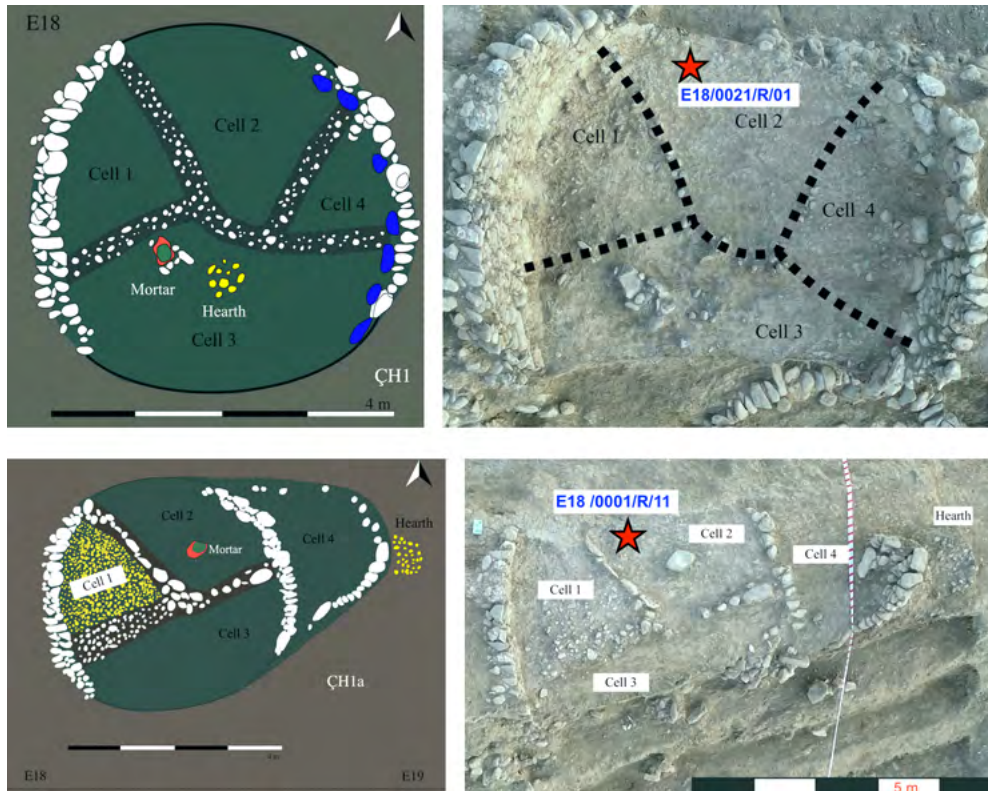 E18
Cell 2
Cell 1
Cell 4
Mortar
Hearth
Cell 3
ÇH1
4 m
E18/0021/R/01
Cell 2
Cell 1
Cell 4
Cell 3
Cell 2
Cell 4
Hearth
Mortar
Cell 1
Cell 3
ÇH1a
4 m
E18
E19
E18 /0001/R/11
Hearth
Cell 2
Cell 4
Cell 1
Cell 3
5 m